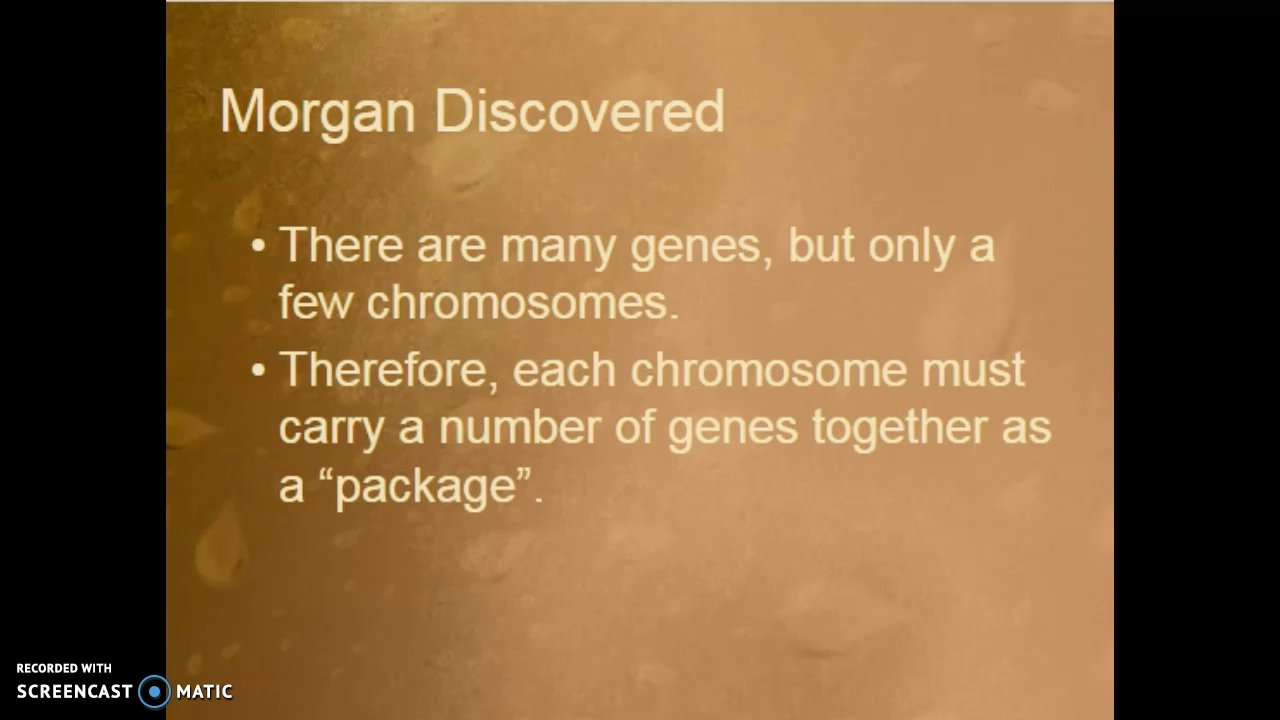 Morgan Discovered
• There are many genes, but only a
few chromosomes.
• Therefore, each chromosome must
carry a number of genes together as
a “package”.
RECORDED WITH
SCREENCAST MATIC